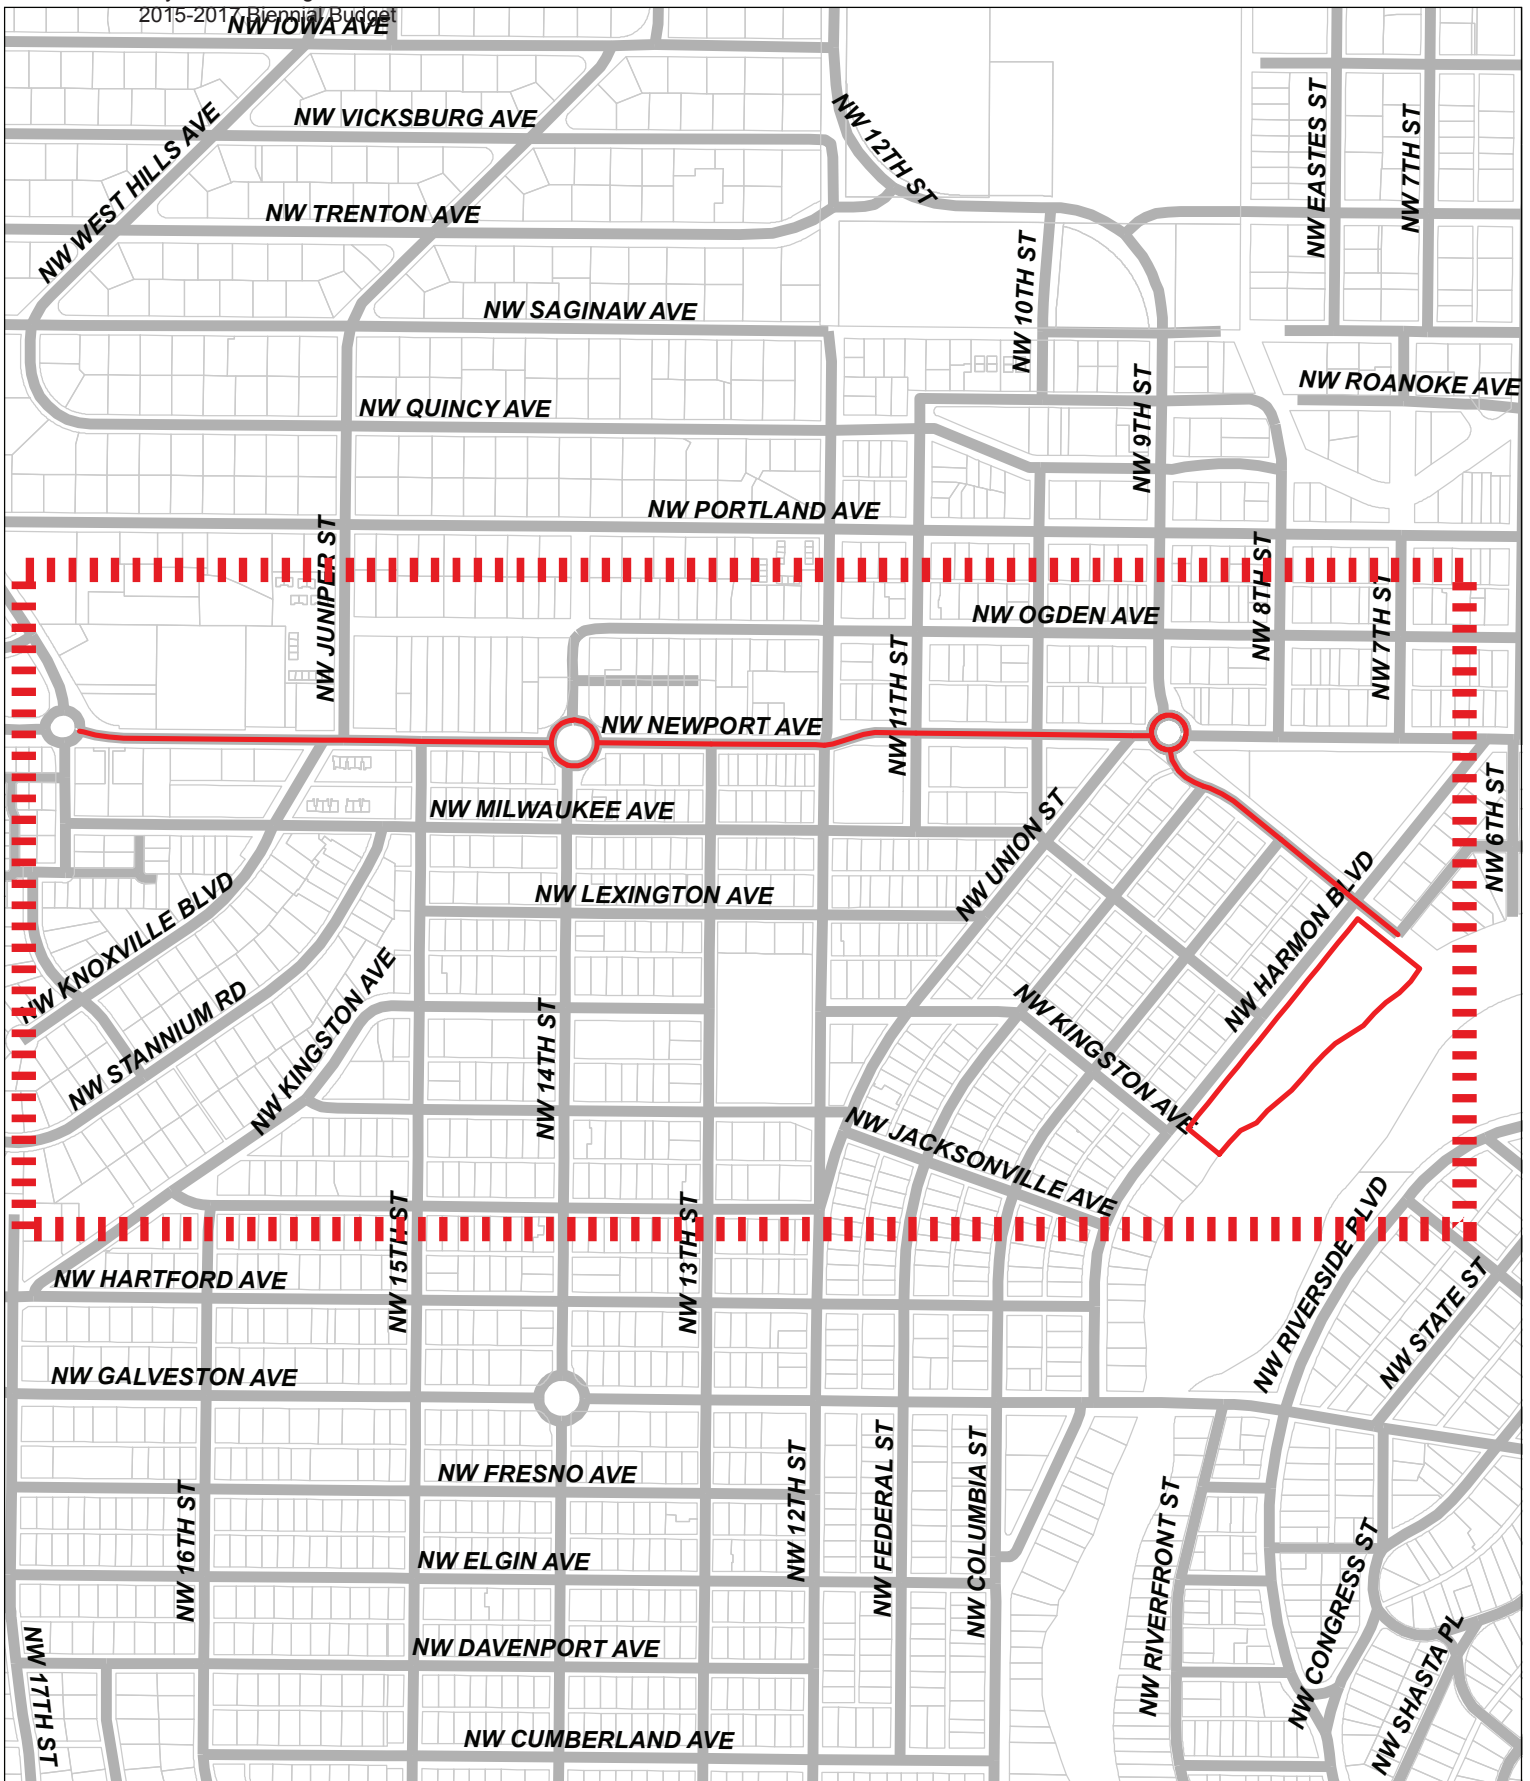 2015-2017 Biennial Budget
NW IOWA AVE
NW VICKSBURG AVE
NW 12TH ST
NW EASTES ST
NW 7TH ST
NW WEST HILLS AVE
NW TRENTON AVE
NW 10TH ST
NW SAGINAW AVE
NW ROANOKE AVE
NW QUINCY AVE
NW 9TH ST
NW PORTLAND AVE
NW JUNIPER ST
NW 8TH ST
NW 7TH ST
NW OGDEN AVE
NW 11TH ST
NW NEWPORT AVE
NW 6TH ST
NW MILWAUKEE AVE
NW UNION ST
NW LEXINGTON AVE
NW HARMON BLVD
NW KNOXVILLE BLVD
NW STANNIUM RD
NW KINGSTON AVE
NW 14TH ST
NW KINGSTON AVE
NW JACKSONVILLE AVE
NW 15TH ST
NW 13TH ST
NW RIVERSIDE BLVD
NW HARTFORD AVE
NW STATE ST
NW GALVESTON AVE
NW FRESNO AVE
NW 12TH ST
NW FEDERAL ST
NW COLUMBIA ST
NW 16TH ST
NW RIVERFRONT ST
NW ELGIN AVE
NW CONGRESS ST
NW DAVENPORT AVE
NW 17TH ST
NW SHASTA PL
NW CUMBERLAND AVE